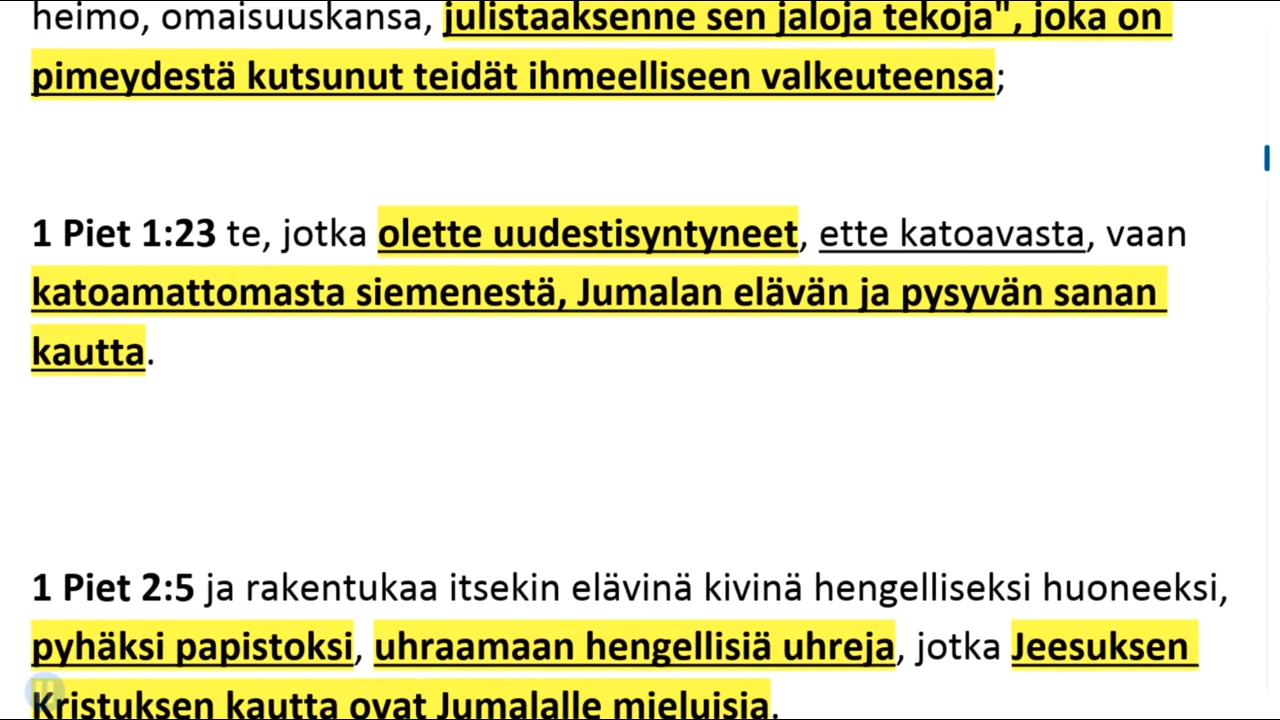 heimo, omaisuuskansa, julistaaksenne sen jaloja tekoja", joka on
pimeydestä kutsunut teidät ihmeelliseen valkeuteensa;
1 Piet 1:23 te, jotka olette uudestisyntyneet, ette katoavasta, vaan
katoamattomasta siemenestä, Jumalan elävän ja pysyvän sanan
kautta.
1 Piet 2:5 ja rakentukaa itsekin elävinä kivinä hengelliseksi huoneeksi,
pyhäksi papistoksi, uhraamaan hengellisiä uhreja, jotka Jeesuksen
Kristuksen kautta ovat Jumalalle mieluisia.